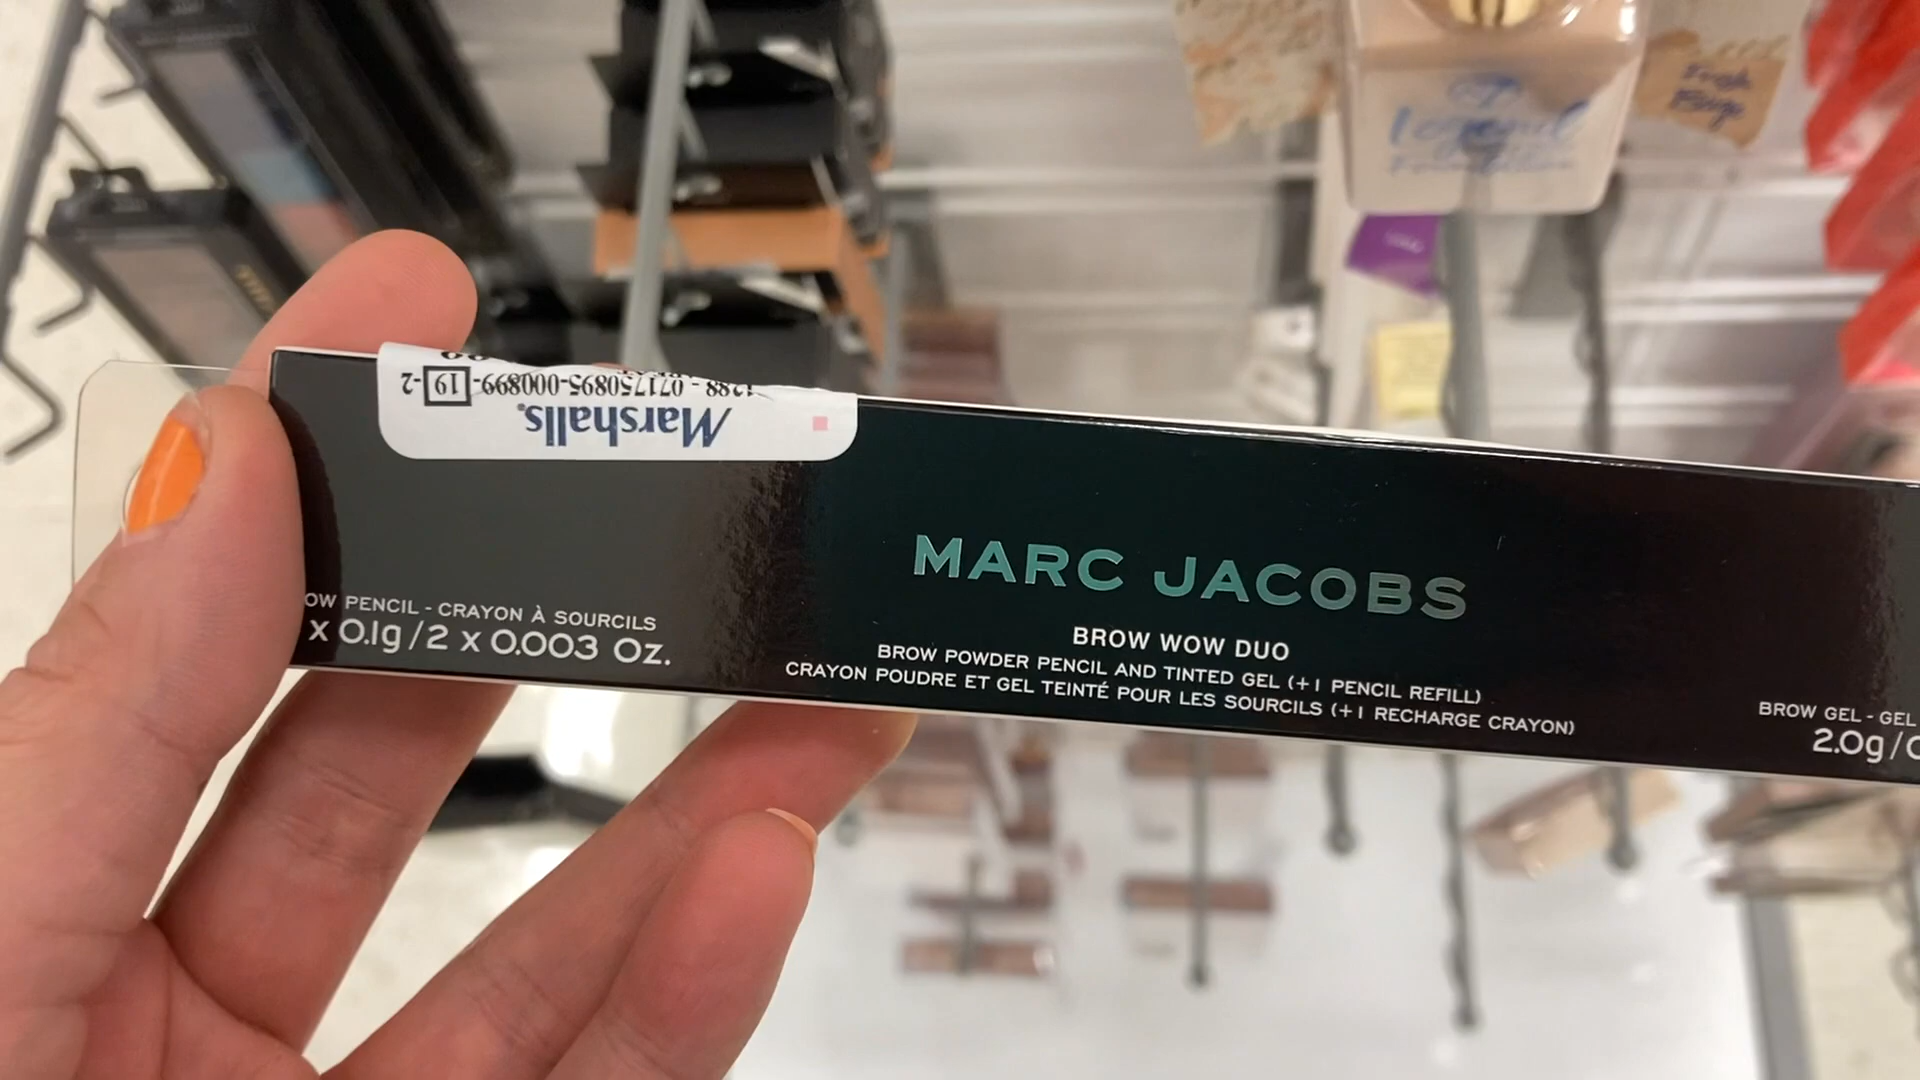 Marshalls.
071750895-000899-19-2
MARC JACOBS
BROW WOW DUO
BROW POWDER PENCIL AND TINTED GEL (+1 PENCIL REFILL)
CRAYON POUDRE ET GEL TEINTÉ POUR LES SOURCILS (+1 RECHARGE CRAYON)
OW PENCIL - CRAYON À SOURCILS
X 0.1g/2 X 0.003 Oz.
BROW GEL - GEL
2.0g/